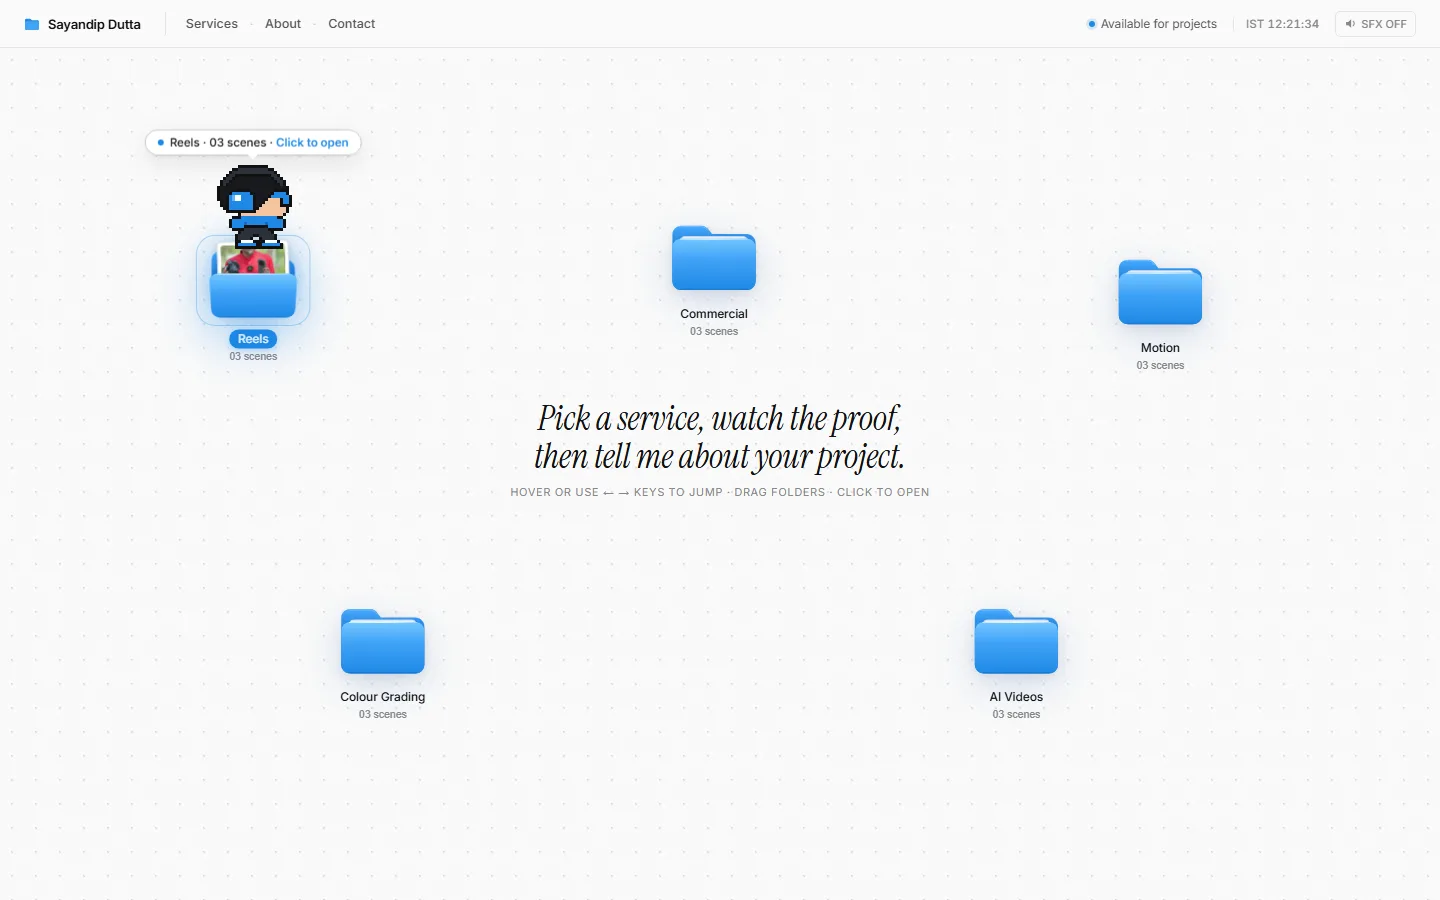 Sayandip Dutta
Services · About · Contact
Available for projects
IST 12:21:34
SFX OFF
Reels · 03 scenes · Click to open
Reels
03 scenes
Commercial
03 scenes
Motion
03 scenes
Pick a service, watch the proof,
then tell me about your project.
HOVER OR USE ← → KEYS TO JUMP · DRAG FOLDERS · CLICK TO OPEN
Colour Grading
03 scenes
AI Videos
03 scenes